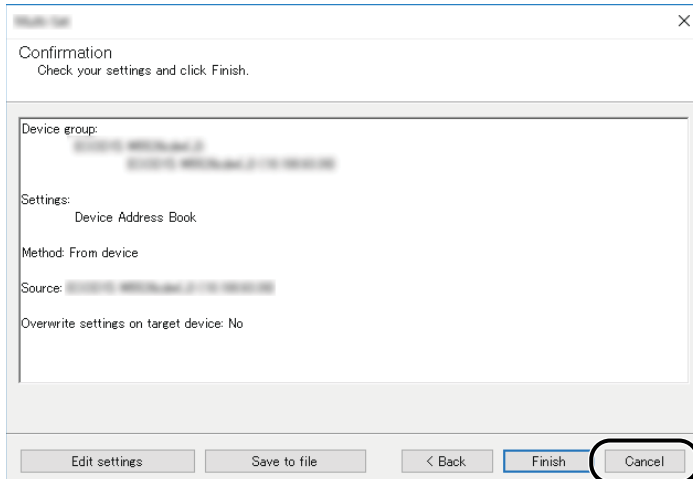 Confirmation
Check your settings and click Finish.
Device group:
Settings:
Device Address Book
Method: From device
Source:
Overwrite settings on target device: No
Edit settings
Save to file
< Back
Finish
Cancel